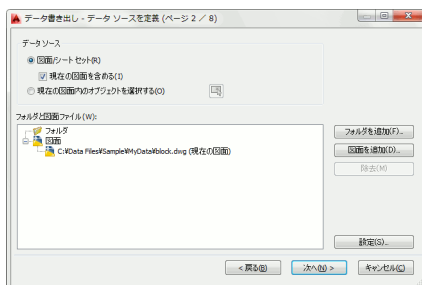 データ書き出し - データ ソースを定義 (ページ 2 / 8)
データソース
図面/シート セット(R)
現在の図面を含める(I)
現在の図面内のオブジェクトを選択する(O)
フォルダと図面ファイル(W):
フォルダ
図面
C:¥Data Files¥Sample¥MyData¥block.dwg (現在の図面)
フォルダを追加(F)...
図面を追加(D)...
除去(M)
設定(S)...
< 戻る(B)
次へ(N) >
キャンセル(C)